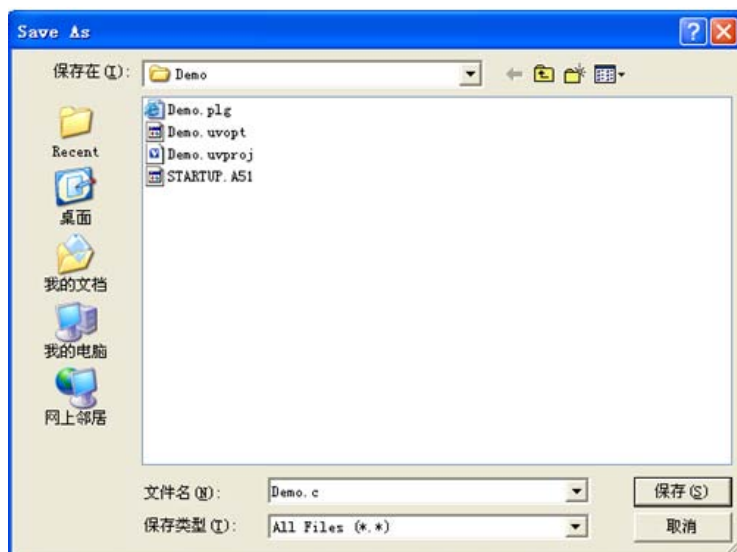 Save As
保存在(I):
Demo
Demo.plg
Demo.uvopt
Demo.uvproj
STARTUP.A51
Recent
桌面
我的文档
我的电脑
网上邻居
文件名(N):
Demo.c
保存(S)
保存类型(T):
All Files (*.*)
取消